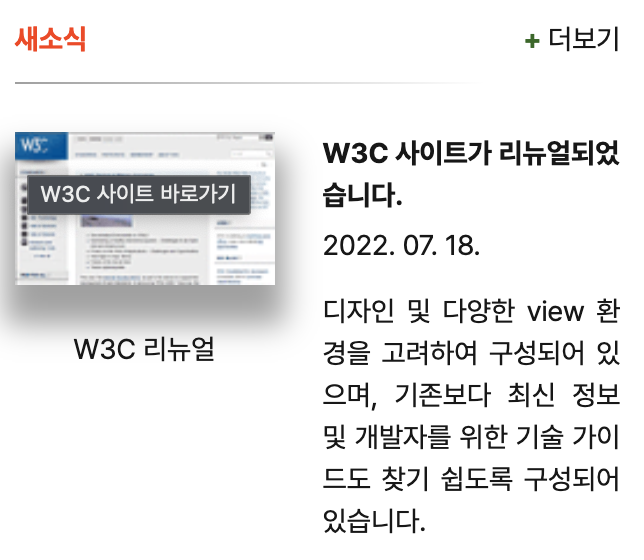 새소식
+ 더보기
W3C
W3C 사이트 바로가기
W3C 리뉴얼
W3C 사이트가 리뉴얼되었
습니다.
2022. 07. 18.
디자인 및 다양한 view 환
경을 고려하여 구성되어 있
으며, 기존보다 최신 정보
및 개발자를 위한 기술 가이
드도 찾기 쉽도록 구성되어
있습니다.